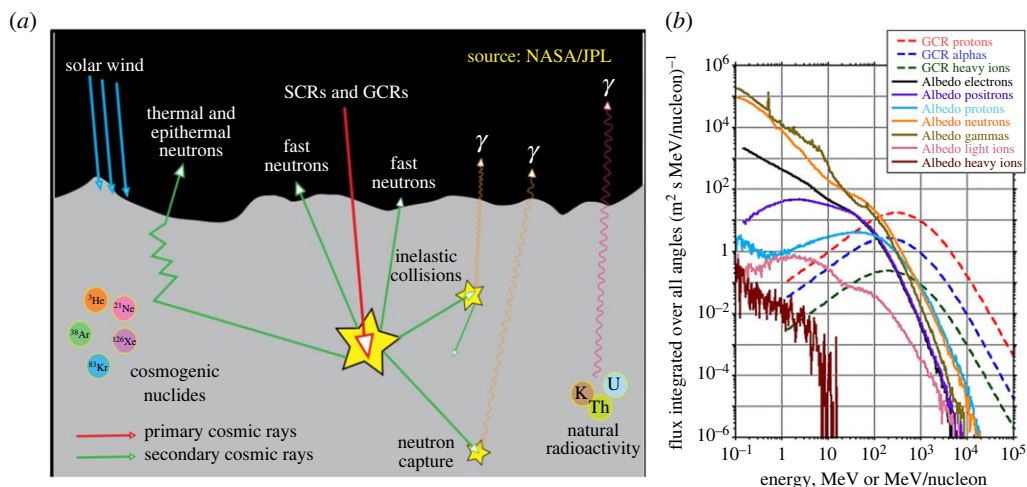 (a)
solar wind
source: NASA/JPL
SCRs and GCRs
γ
thermal and
epithermal
neutrons
fast
neutrons
fast
neutrons
γ
γ
inelastic
collisions
³He
²¹Ne
³⁸Ar
¹²⁶Xe
⁸³Kr
cosmogenic
nuclides
K
U
Th
natural
radioactivity
primary cosmic rays
secondary cosmic rays
neutron
capture
(b)
GCR protons
GCR alphas
GCR heavy ions
Albedo electrons
Albedo positrons
Albedo protons
Albedo neutrons
Albedo gammas
Albedo light ions
Albedo heavy ions
flux integrated over all angles (m² s MeV/nucleon)⁻¹
10⁶
10⁴
10²
1
10⁻²
10⁻⁴
10⁻⁶
10⁻¹ 1 10 10² 10³ 10⁴ 10⁵
energy, MeV or MeV/nucleon